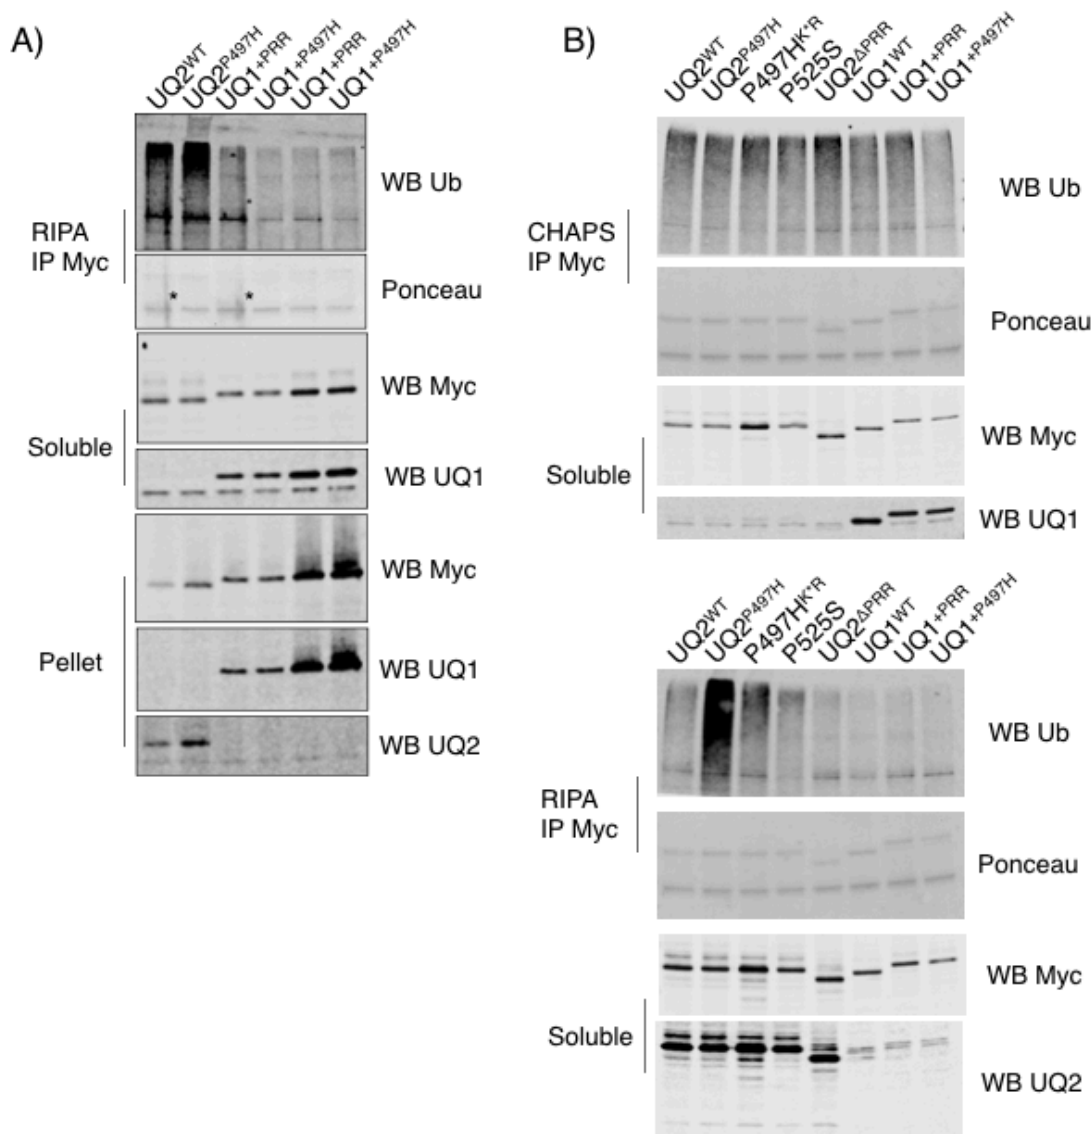 A)
UQ2WT
UQ2P497H
UQ1+PRR
UQ1+P497H
UQ1+PRR
UQ1+P497H
RIPA
IP Myc
WB Ub
*
*
Ponceau
Soluble
WB Myc
WB UQ1
Pellet
WB Myc
WB UQ1
WB UQ2
B)
UQ2WT
UQ2P497H
P497HK*R
P525S
UQ2ΔPRR
UQ1WT
UQ1+PRR
UQ1+P497H
CHAPS
IP Myc
WB Ub
Ponceau
Soluble
WB Myc
WB UQ1
UQ2WT
UQ2P497H
P497HK*R
P525S
UQ2ΔPRR
UQ1WT
UQ1+PRR
UQ1+P497H
RIPA
IP Myc
WB Ub
Ponceau
Soluble
WB Myc
WB UQ2